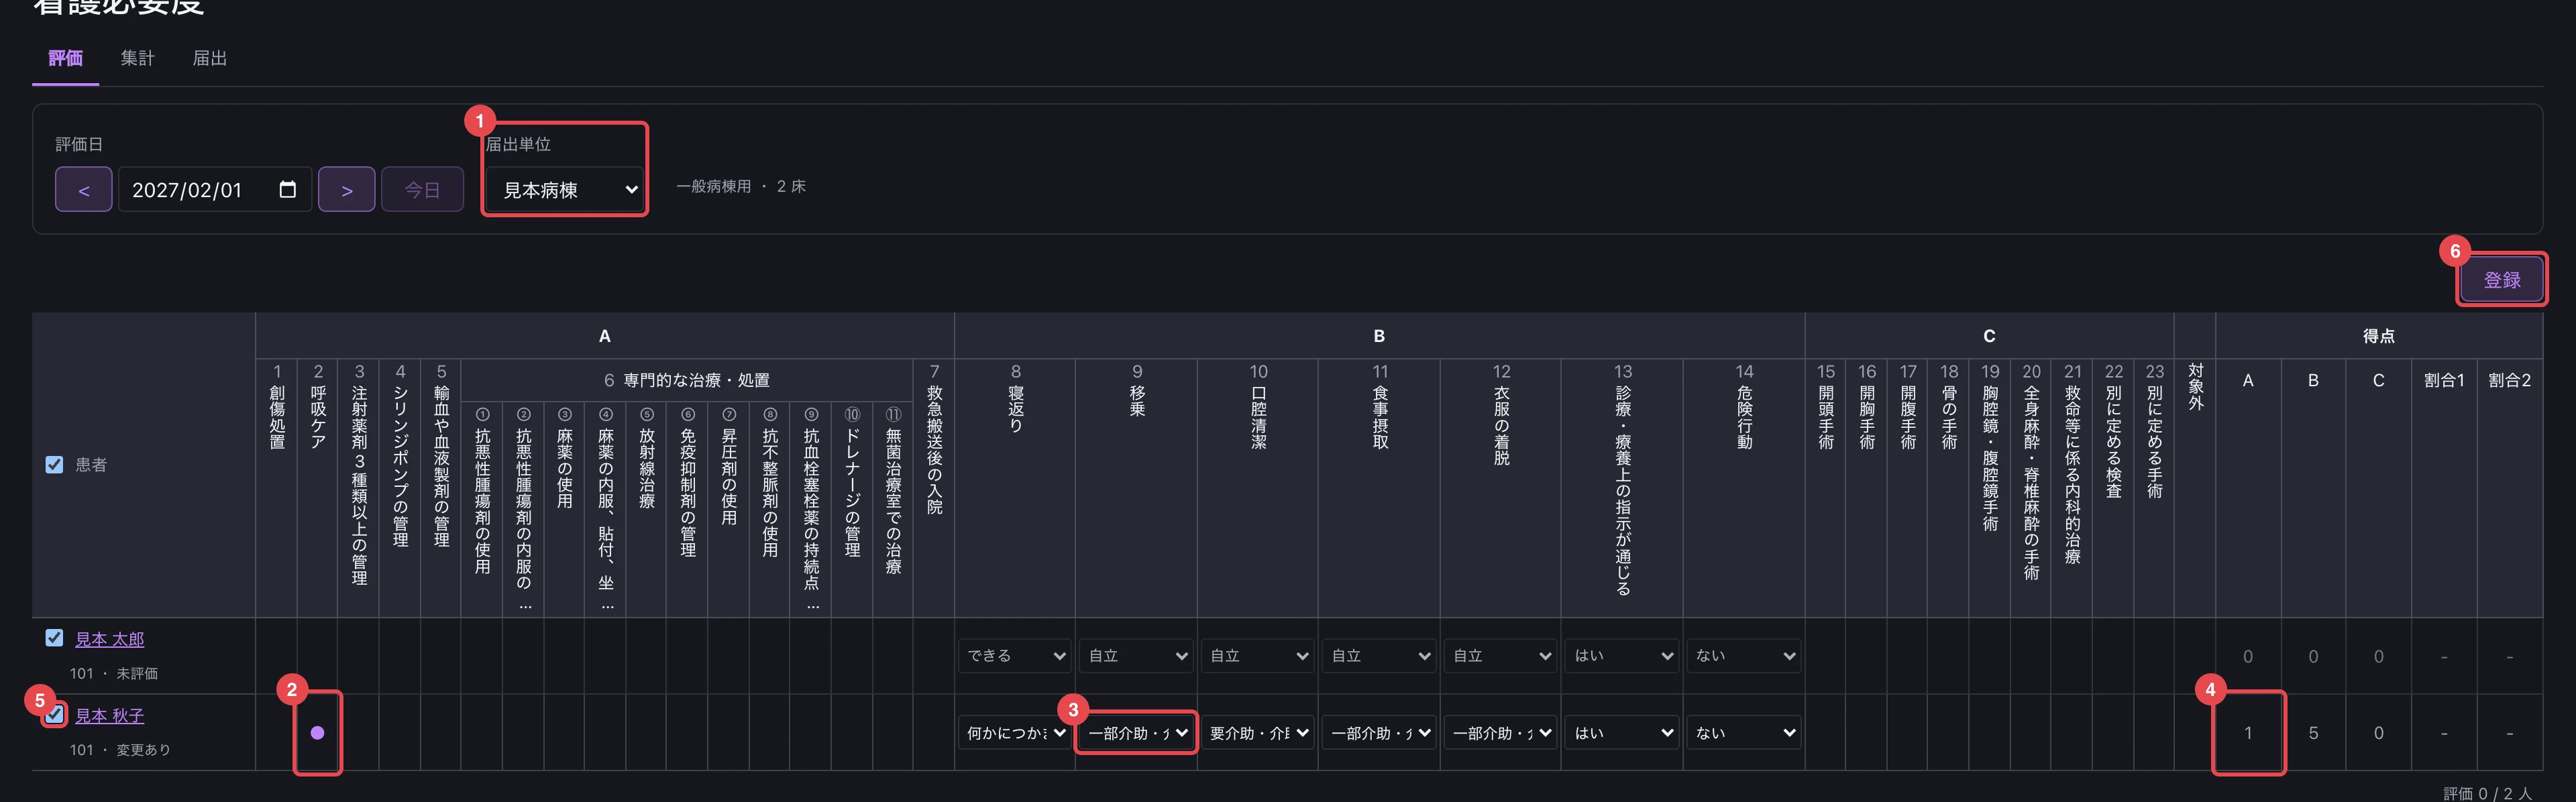 看護必要度
評価 集計 届出
1
評価日 届出単位
< 2027/02/01 > 今日 見本病棟 一般病棟用 ・ 2 床
6
登録
患者
A B C 得点
1 創傷処置
2 呼吸ケア
3 注射薬剤3種類以上の管理
4 シリンジポンプの管理
5 輸血や血液製剤の管理
6 専門的な治療・処置
① 抗悪性腫瘍剤の使用
② 抗悪性腫瘍剤の内服の…
③ 麻薬の使用
④ 麻薬の内服、貼付、坐…
⑤ 放射線治療
⑥ 免疫抑制剤の管理
⑦ 昇圧剤の使用
⑧ 抗不整脈剤の使用
⑨ 抗血栓塞栓薬の持続点…
⑩ ドレナージの管理
⑪ 無菌治療室での治療
7 救急搬送後の入院
8 寝返り
9 移乗
10 口腔清潔
11 食事摂取
12 衣服の着脱
13 診療・療養上の指示が通じる
14 危険行動
15 開頭手術
16 開胸手術
17 開腹手術
18 骨の手術
19 胸腔鏡・腹腔鏡手術
20 全身麻酔・脊椎麻酔の手術
21 救命等に係る内科的治療
22 別に定める検査
23 別に定める手術
対象外
A B C 割合1 割合2
見本 太郎
101 ・ 未評価
できる 自立 自立 自立 自立 はい ない 0 0 0 - -
5 2 3 4
見本 秋子
101 ・ 変更あり
何かにつかま 一部介助・ 要介助・介 一部介助・ 一部介助・ はい ない 1 5 0 - -
評価 0 / 2 人